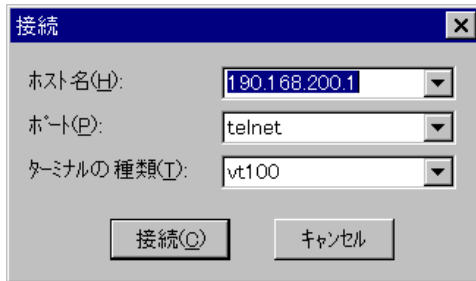 接続
ﾎｽﾄ名(H):
190.168.200.1
ﾎﾟｰﾄ(P):
telnet
ﾀｰﾐﾅﾙの種類(T):
vt100
接続(C)
ｷｬﾝｾﾙ